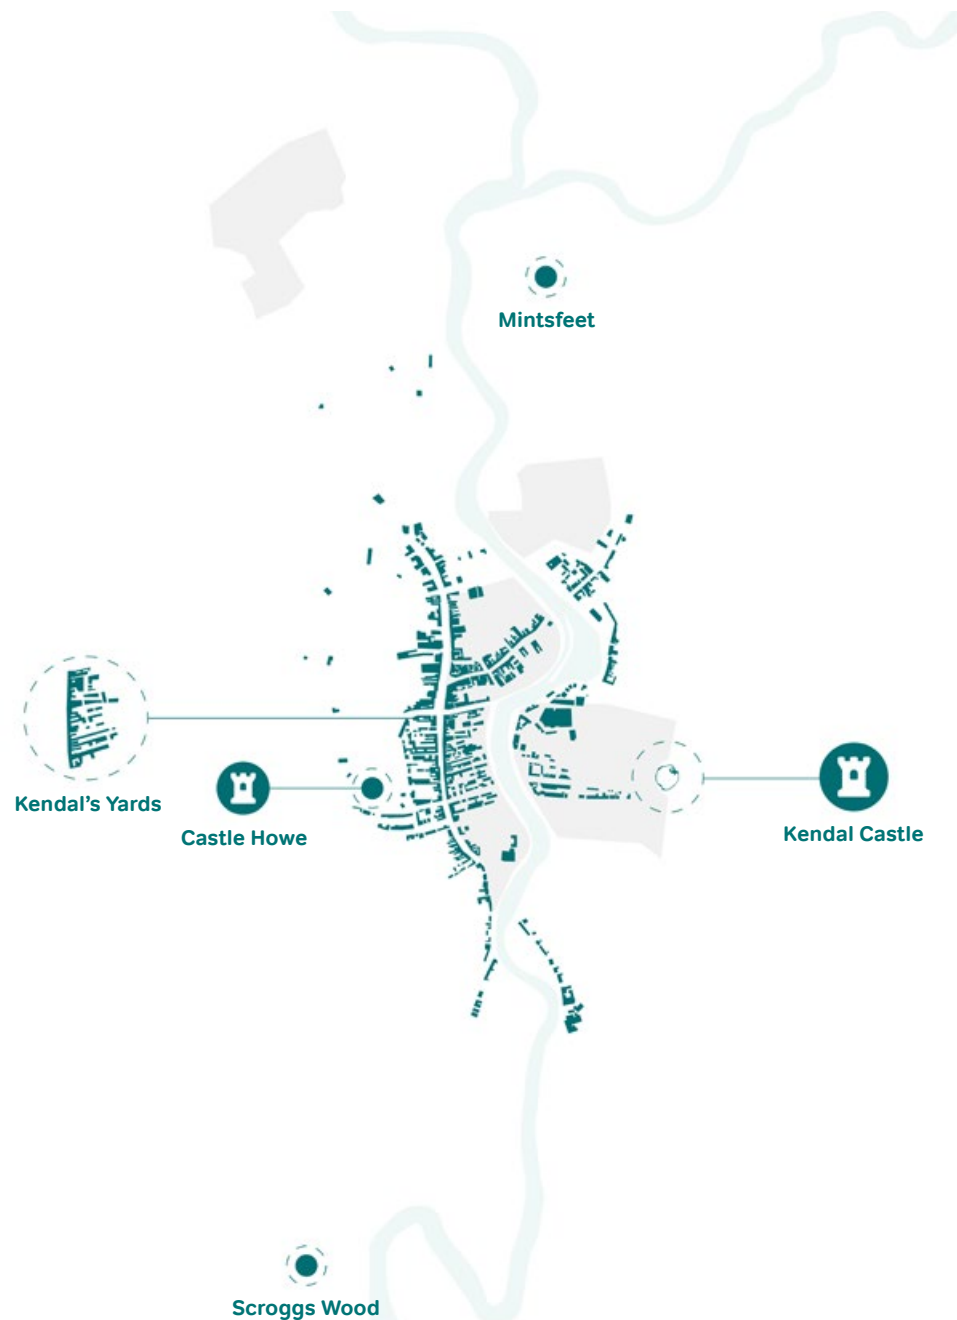 Mintsfeet
Kendal’s Yards
Castle Howe
Kendal Castle
Scroggs Wood